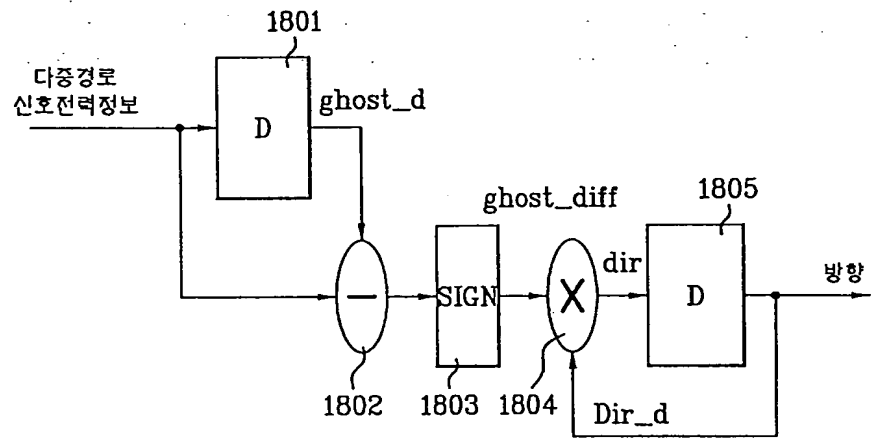 1801
다중경로
신호전력정보
D
ghost_d
ghost_diff
1805
−
SIGN
X
dir
D
방향
1802
1803
1804
Dir_d